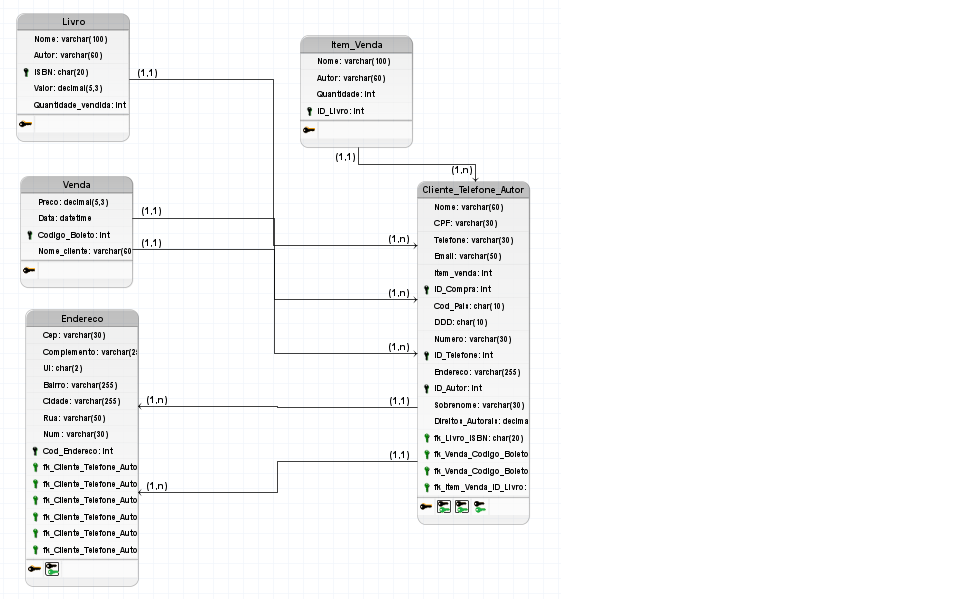 Livro
Nome: varchar(100)
Autor: varchar(60)
ISBN: char(20)
Valor: decimal(5,3)
Quantidade_vendida: Int
(1,1)
Item_Venda
Nome: varchar(100)
Autor: varchar(60)
Quantidade: Int
ID_Livro: Int
(1,1)
(1,n)
Venda
Preco: decimal(5,3)
Data: datetime
Codigo_Boleto: Int
Nome_cliente: varchar(60
(1,1)
(1,1)
(1,n)
(1,n)
(1,n)
Cliente_Telefone_Autor
Nome: varchar(60)
CPF: varchar(30)
Telefone: varchar(30)
Email: varchar(50)
Item_venda: Int
ID_Compra: Int
Cod_Pais: char(10)
DDD: char(10)
Numero: varchar(30)
ID_Telefone: Int
Endereco: varchar(255)
ID_Autor: Int
Sobrenome: varchar(30)
Direitos_Autorais: decima
fk_Livro_ISBN: char(20)
fk_Venda_Codigo_Boleto
fk_Venda_Codigo_Boleto
fk_Item_Venda_ID_Livro:
Endereco
Cep: varchar(30)
Complemento: varchar(2
Uf: char(2)
Bairro: varchar(255)
Cidade: varchar(255)
Rua: varchar(50)
Num: varchar(30)
Cod_Endereco: Int
fk_Cliente_Telefone_Auto
fk_Cliente_Telefone_Auto
fk_Cliente_Telefone_Auto
fk_Cliente_Telefone_Auto
fk_Cliente_Telefone_Auto
fk_Cliente_Telefone_Auto
(1,n)
(1,1)
(1,n)
(1,1)